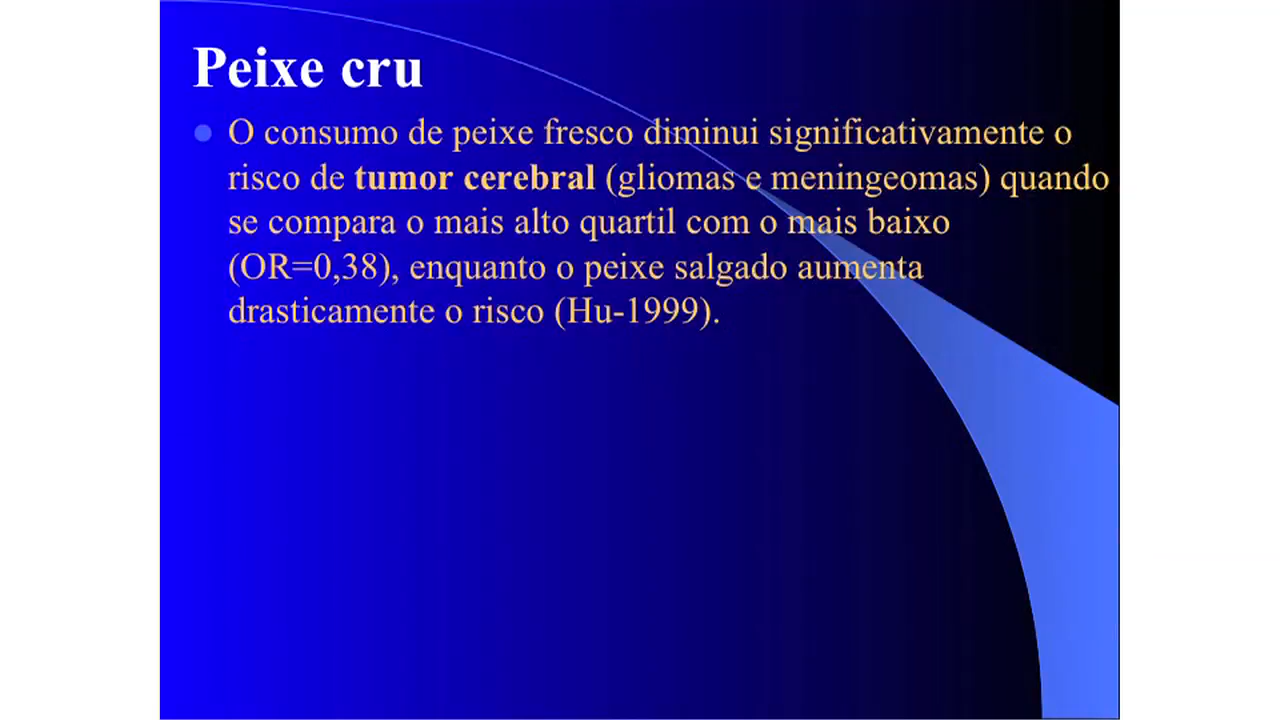 Peixe cru
O consumo de peixe fresco diminui significativamente o
risco de tumor cerebral (gliomas e meningeomas) quando
se compara o mais alto quartil com o mais baixo
(OR=0,38), enquanto o peixe salgado aumenta
drasticamente o risco (Hu-1999).